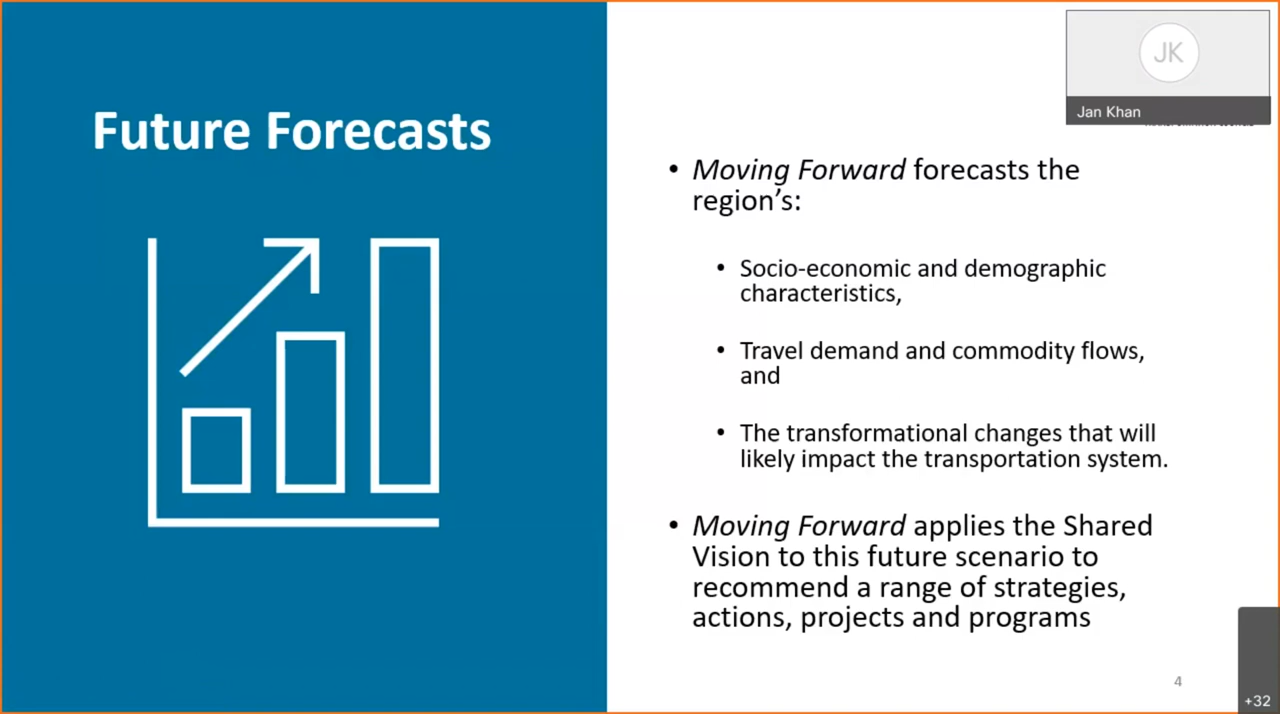 Future Forecasts
JK
Jan Khan
• Moving Forward forecasts the
region’s:
• Socio-economic and demographic
characteristics,
• Travel demand and commodity flows,
and
• The transformational changes that will
likely impact the transportation system.
• Moving Forward applies the Shared
Vision to this future scenario to
recommend a range of strategies,
actions, projects and programs
4
+32